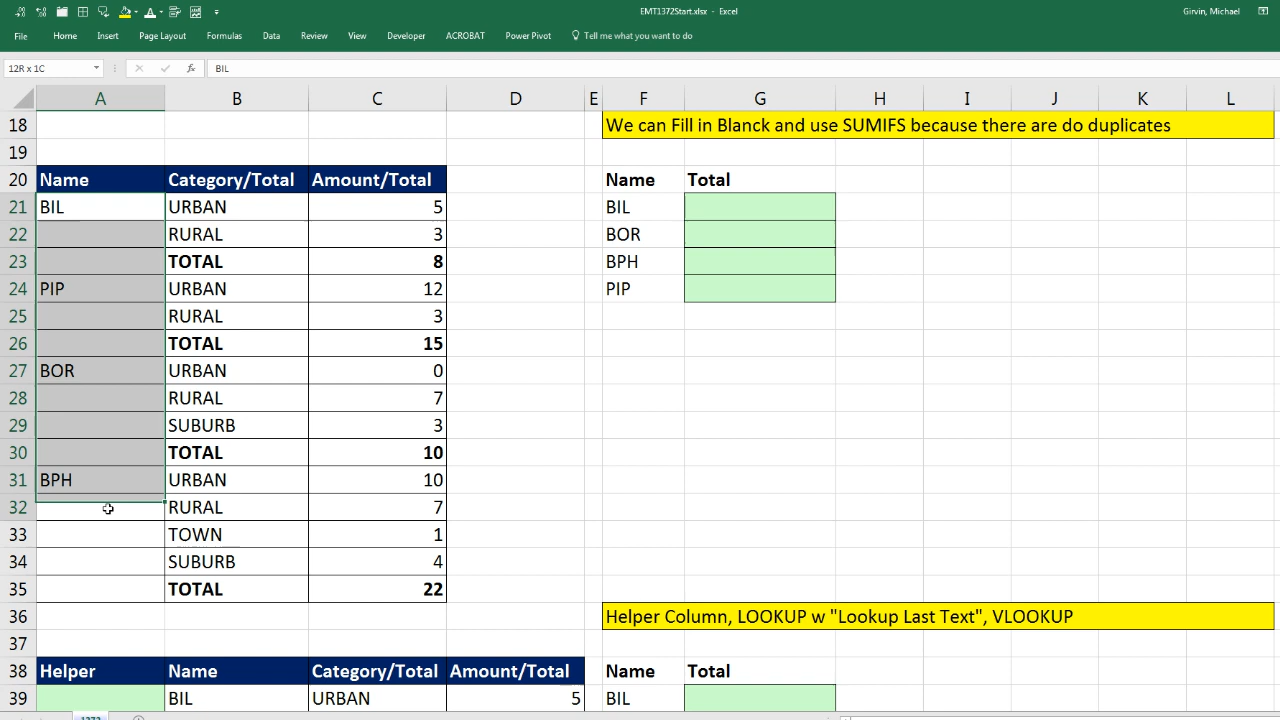 EMT1372Start.xlsx - Excel
Girvin, Michael
File Home Insert Page Layout Formulas Data Review View Developer ACROBAT Power Pivot Tell me what you want to do
12R x 1C fx BIL
A B C D E F G H I J K L
18 We can Fill in Blanck and use SUMIFS because there are do duplicates
19
20 Name Category/Total Amount/Total Name Total
21 BIL URBAN 5 BIL
22 RURAL 3 BOR
23 TOTAL 8 BPH
24 PIP URBAN 12 PIP
25 RURAL 3
26 TOTAL 15
27 BOR URBAN 0
28 RURAL 7
29 SUBURB 3
30 TOTAL 10
31 BPH URBAN 10
32 RURAL 7
33 TOWN 1
34 SUBURB 4
35 TOTAL 22
36 Helper Column, LOOKUP w "Lookup Last Text", VLOOKUP
37
38 Helper Name Category/Total Amount/Total Name Total
39 BIL URBAN 5 BIL
1372